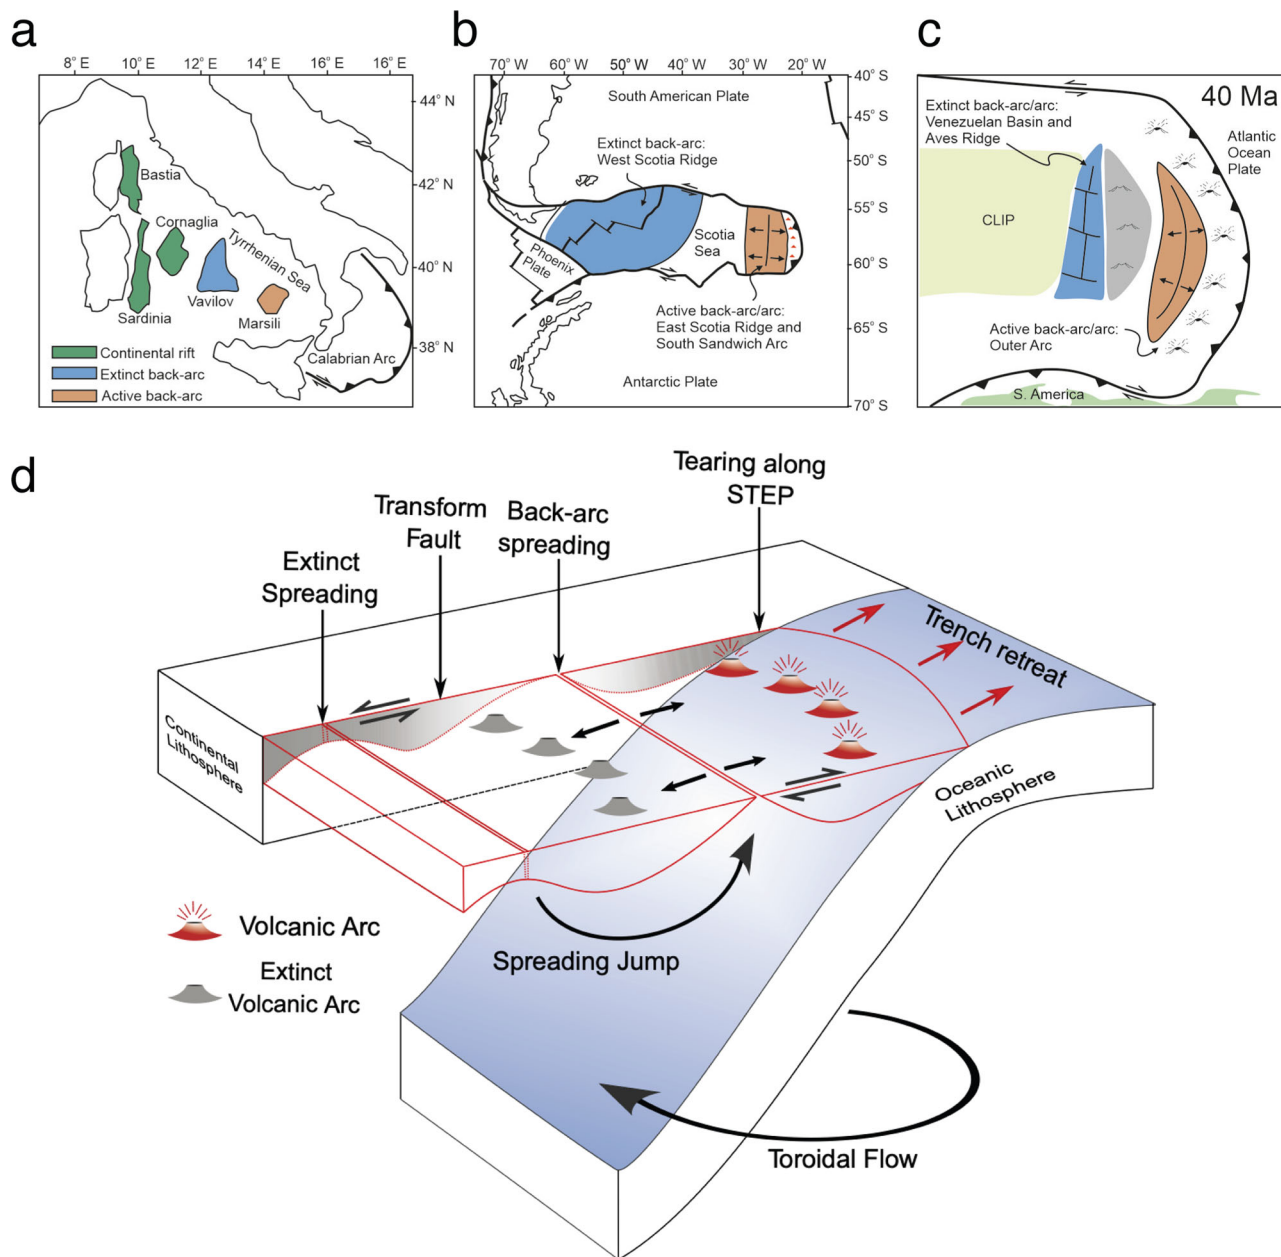 a
8° E 10° E 12° E 14° E 16° E
44° N
42° N
40° N
38° N
Bastia
Cornaglia
Tyrrhenian Sea
Vavilov
Sardinia
Marsili
Calabrian Arc
Continental rift
Extinct back-arc
Active back-arc
b
70° W 60° W 50° W 40° W 30° W 20° W
40° S
45° S
50° S
55° S
60° S
65° S
70° S
South American Plate
Extinct back-arc:
West Scotia Ridge
Scotia
Sea
Phoenix
Plate
Active back-arc/arc:
East Scotia Ridge and
South Sandwich Arc
Antarctic Plate
c
40 Ma
Extinct back-arc/arc:
Venezuelan Basin and
Aves Ridge
Atlantic
Ocean
Plate
CLIP
Active back-arc/arc:
Outer Arc
S. America
d
Tearing along
STEP
Transform
Fault
Back-arc
spreading
Extinct
Spreading
Trench retreat
Continental
Lithosphere
Oceanic
Lithosphere
Volcanic Arc
Extinct
Volcanic Arc
Spreading Jump
Toroidal Flow